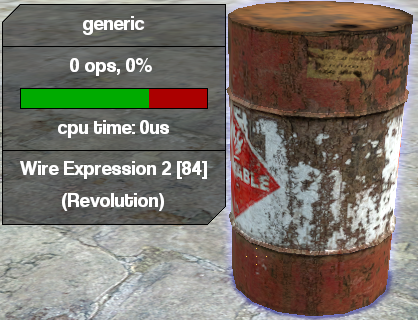 generic
0 ops, 0%
cpu time: 0us
Wire Expression 2 [84]
(Revolution)